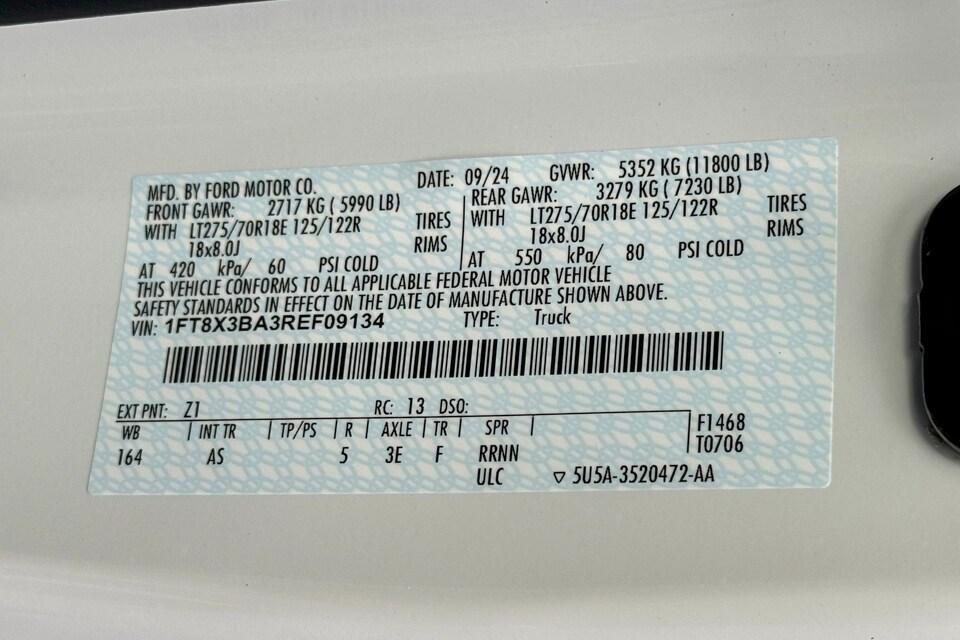 MFD. BY FORD MOTOR CO. DATE: 09/24 GVWR: 5352 KG (11800 LB)
FRONT GAWR: 2717 KG ( 5990 LB) REAR GAWR: 3279 KG ( 7230 LB)
WITH LT275/70R18E 125/122R TIRES WITH LT275/70R18E 125/122R TIRES
18x8.0J RIMS 18x8.0J RIMS
AT 420 kPa/ 60 PSI COLD AT 550 kPa/ 80 PSI COLD
THIS VEHICLE CONFORMS TO ALL APPLICABLE FEDERAL MOTOR VEHICLE
SAFETY STANDARDS IN EFFECT ON THE DATE OF MANUFACTURE SHOWN ABOVE.
VIN: 1FT8X3BA3REF09134 TYPE: Truck
EXT PNT: Z1 RC: 13 DSO:
WB INT TR TP/PS R AXLE TR SPR F1468
164 AS 5 3E F RRNN T0706
ULC ▽ 5U5A-3520472-AA